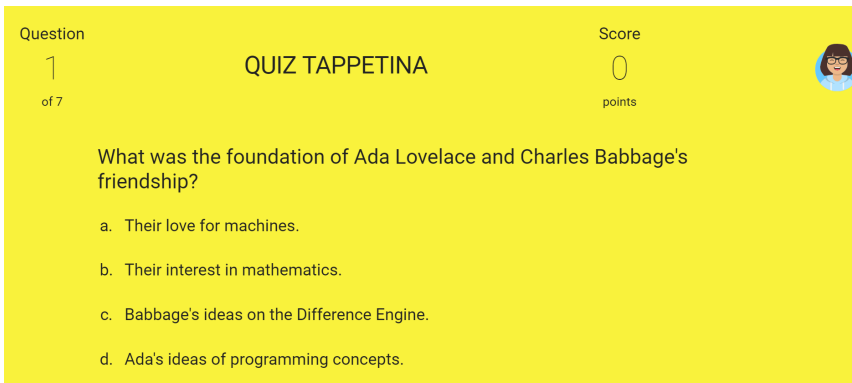 Question
1
of 7
QUIZ TAPPETINA
Score
0
points
What was the foundation of Ada Lovelace and Charles Babbage's
friendship?
a. Their love for machines.
b. Their interest in mathematics.
c. Babbage's ideas on the Difference Engine.
d. Ada's ideas of programming concepts.